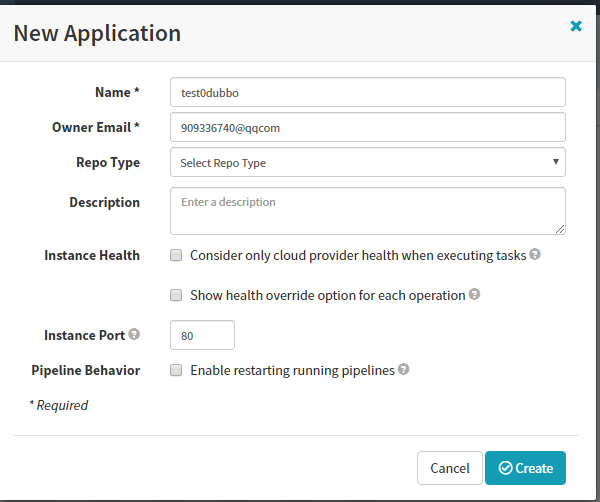 New Application
Name *
test0dubbo
Owner Email *
909336740@qqcom
Repo Type
Select Repo Type
Description
Enter a description
Instance Health
Consider only cloud provider health when executing tasks
Show health override option for each operation
Instance Port
80
Pipeline Behavior
Enable restarting running pipelines
* Required
Cancel
Create